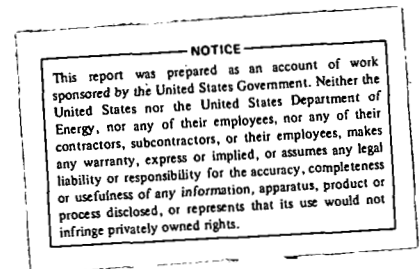 NOTICE
This report was prepared as an account of work
sponsored by the United States Government. Neither the
United States nor the United States Department of
Energy, nor any of their employees, nor any of their
contractors, subcontractors, or their employees, makes
any warranty, express or implied, or assumes any legal
liability or responsibility for the accuracy, completeness
or usefulness of any information, apparatus, product or
process disclosed, or represents that its use would not
infringe privately owned rights.